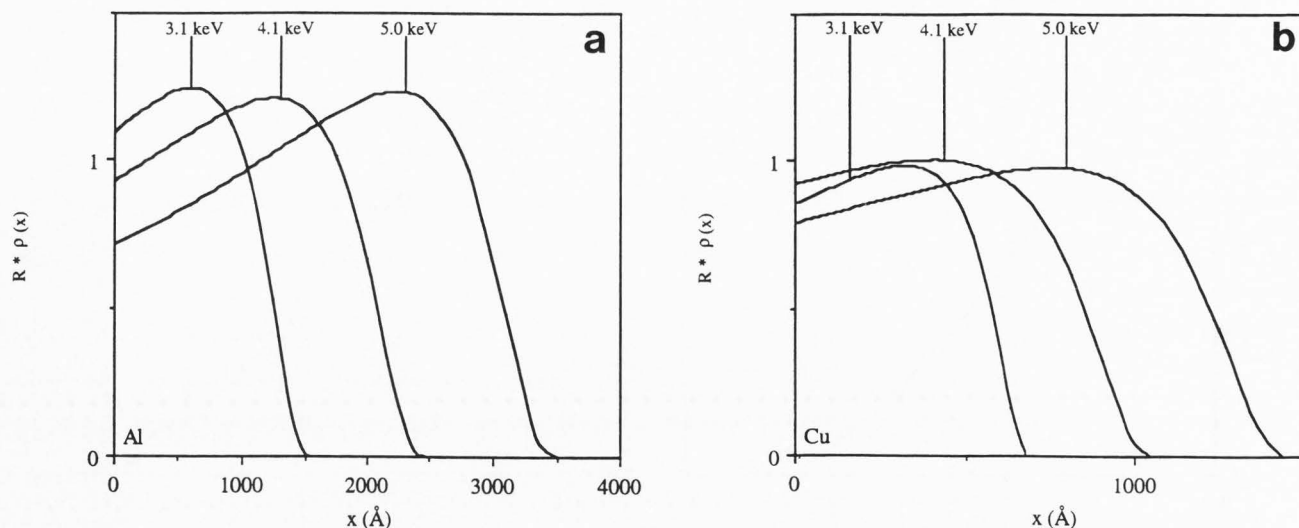 3.1 keV 4.1 keV 5.0 keV a
1
R * ρ (x)
Al
0
0 1000 2000 3000 4000
x (Å)
3.1 keV 4.1 keV 5.0 keV b
1
R * ρ (x)
Cu
0
0 1000
x (Å)